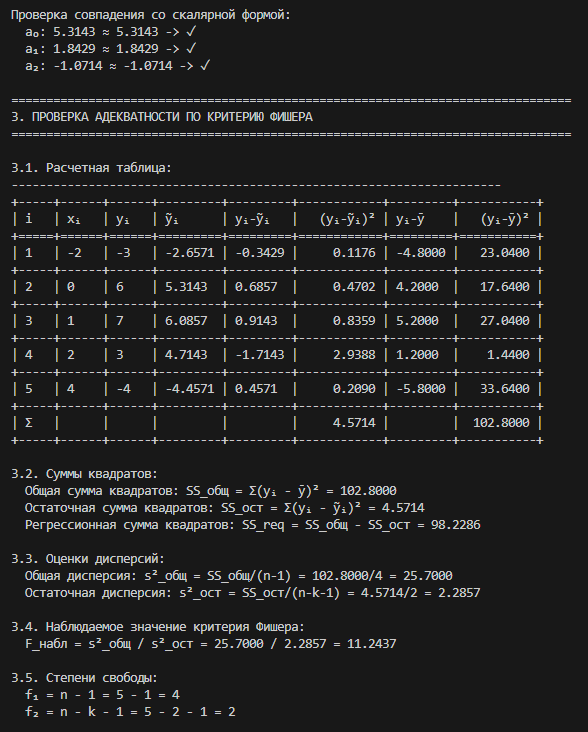 Проверка совпадения со скалярной формой:
a₀: 5.3143 ≈ 5.3143 -> ✓
a₁: 1.8429 ≈ 1.8429 -> ✓
a₂: -1.0714 ≈ -1.0714 -> ✓
================================================================================
3. ПРОВЕРКА АДЕКВАТНОСТИ ПО КРИТЕРИЮ ФИШЕРА
================================================================================
3.1. Расчетная таблица:
----------------------------------------------------------------------
+-----+------+------+---------+---------+------------+---------+-----------+
| i | xᵢ | yᵢ | ỹᵢ | yᵢ-ỹᵢ | (yᵢ-ỹᵢ)² | yᵢ-ȳ | (yᵢ-ȳ)² |
+=====+======+======+=========+=========+============+=========+===========+
| 1 | -2 | -3 | -2.6571 | -0.3429 | 0.1176 | -4.8000 | 23.0400 |
+-----+------+------+---------+---------+------------+---------+-----------+
| 2 | 0 | 6 | 5.3143 | 0.6857 | 0.4702 | 4.2000 | 17.6400 |
+-----+------+------+---------+---------+------------+---------+-----------+
| 3 | 1 | 7 | 6.0857 | 0.9143 | 0.8359 | 5.2000 | 27.0400 |
+-----+------+------+---------+---------+------------+---------+-----------+
| 4 | 2 | 3 | 4.7143 | -1.7143 | 2.9388 | 1.2000 | 1.4400 |
+-----+------+------+---------+---------+------------+---------+-----------+
| 5 | 4 | -4 | -4.4571 | 0.4571 | 0.2090 | -5.8000 | 33.6400 |
+-----+------+------+---------+---------+------------+---------+-----------+
| Σ | | | | | 4.5714 | | 102.8000 |
+-----+------+------+---------+---------+------------+---------+-----------+
3.2. Суммы квадратов:
Общая сумма квадратов: SS_общ = Σ(yᵢ - ȳ)² = 102.8000
Остаточная сумма квадратов: SS_ост = Σ(yᵢ - ỹᵢ)² = 4.5714
Регрессионная сумма квадратов: SS_reg = SS_общ - SS_ост = 98.2286
3.3. Оценки дисперсий:
Общая дисперсия: s²_общ = SS_общ/(n-1) = 102.8000/4 = 25.7000
Остаточная дисперсия: s²_ост = SS_ост/(n-k-1) = 4.5714/2 = 2.2857
3.4. Наблюдаемое значение критерия Фишера:
F_набл = s²_общ / s²_ост = 25.7000 / 2.2857 = 11.2437
3.5. Степени свободы:
f₁ = n - 1 = 5 - 1 = 4
f₂ = n - k - 1 = 5 - 2 - 1 = 2